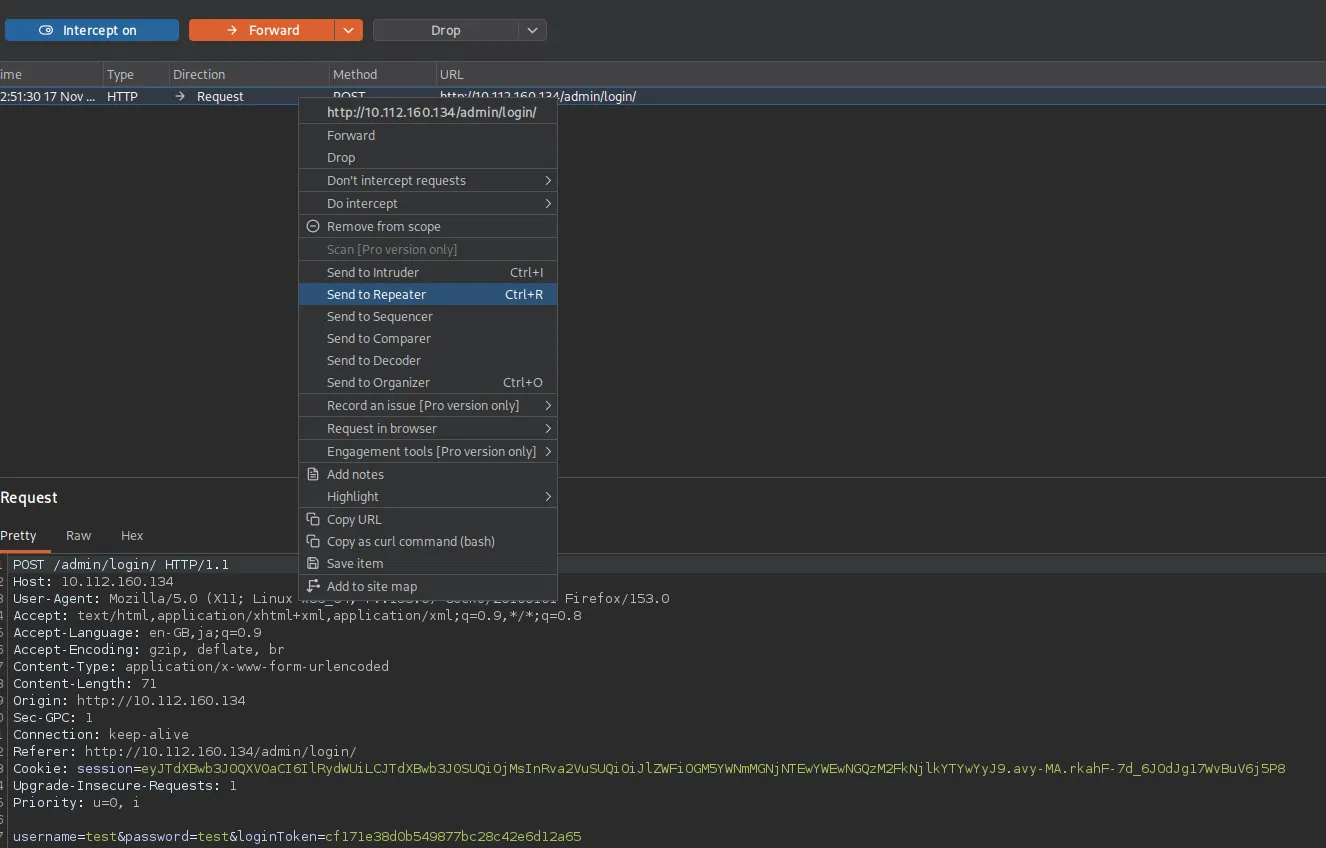 Intercept on
Forward
Drop
ime Type Direction Method URL
2:51:30 17 Nov ... HTTP → Request POST http://10.112.160.134/admin/login/
http://10.112.160.134/admin/login/
Forward
Drop
Don't intercept requests
Do intercept
Remove from scope
Scan [Pro version only]
Send to Intruder Ctrl+I
Send to Repeater Ctrl+R
Send to Sequencer
Send to Comparer
Send to Decoder
Send to Organizer Ctrl+O
Record an issue [Pro version only]
Request in browser
Engagement tools [Pro version only]
Add notes
Highlight
Copy URL
Copy as curl command (bash)
Save item
Add to site map
Request
Pretty Raw Hex
POST /admin/login/ HTTP/1.1
Host: 10.112.160.134
User-Agent: Mozilla/5.0 (X11; Linux Firefox/153.0
Accept: text/html,application/xhtml+xml,application/xml;q=0.9,*/*;q=0.8
Accept-Language: en-GB,ja;q=0.9
Accept-Encoding: gzip, deflate, br
Content-Type: application/x-www-form-urlencoded
Content-Length: 71
Origin: http://10.112.160.134
Sec-GPC: 1
Connection: keep-alive
Referer: http://10.112.160.134/admin/login/
Cookie: session=eyJTdXBwb3J0QXV0aCI6IlRydWUiLCJTdXBwb3J0SUQiOjMsInRva2VuSUQiOiJlZWFiOGM5YWNmMGNjNTEwYWEwNGQzM2FkNjlkYTYwYyJ9.avy-MA.rkahF-7d_6JOdJg17WvBuV6j5P8
Upgrade-Insecure-Requests: 1
Priority: u=0, i
username=test&password=test&loginToken=cf171e38d0b549877bc28c42e6d12a65